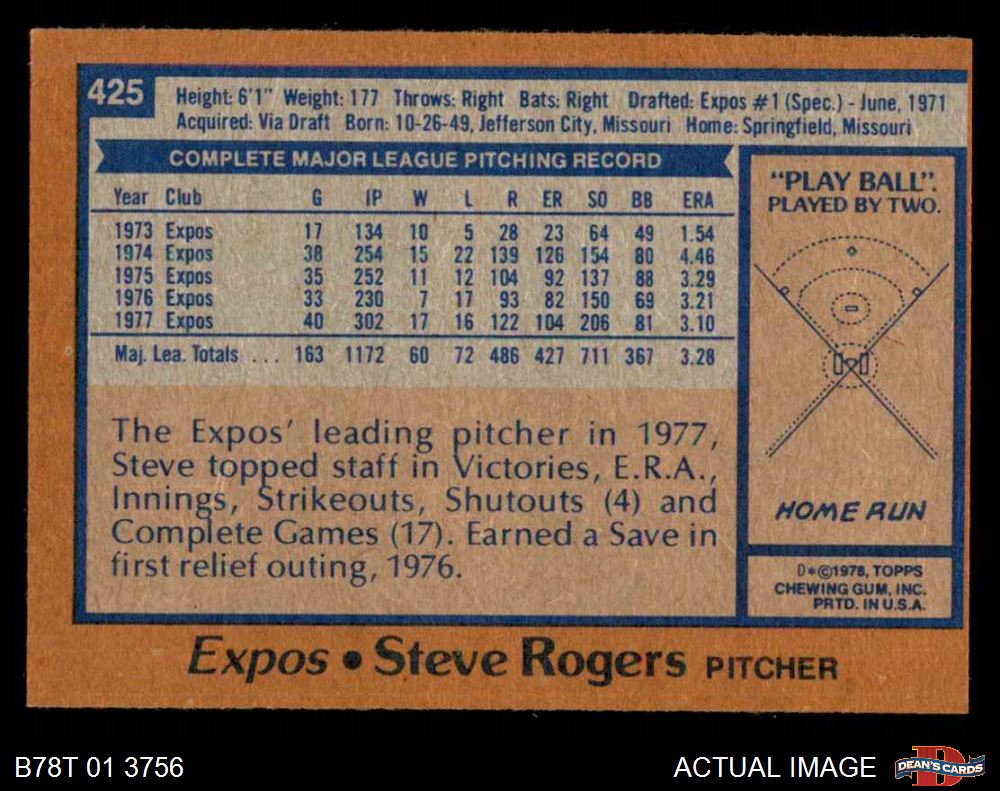 425
Height: 6'1" Weight: 177 Throws: Right Bats: Right Drafted: Expos #1 (Spec.) - June, 1971
Acquired: Via Draft Born: 10-26-49, Jefferson City, Missouri Home: Springfield, Missouri
COMPLETE MAJOR LEAGUE PITCHING RECORD
Year Club G IP W L R ER SO BB ERA
1973 Expos 17 134 10 5 28 23 64 49 1.54
1974 Expos 38 254 15 22 139 126 154 80 4.46
1975 Expos 35 252 11 12 104 92 137 88 3.29
1976 Expos 33 230 7 17 93 82 150 69 3.21
1977 Expos 40 302 17 16 122 104 206 81 3.10
Maj. Lea. Totals ... 163 1172 60 72 486 427 711 367 3.28
The Expos' leading pitcher in 1977,
Steve topped staff in Victories, E.R.A.,
Innings, Strikeouts, Shutouts (4) and
Complete Games (17). Earned a Save in
first relief outing, 1976.
"PLAY BALL".
PLAYED BY TWO.
HOME RUN
D*©1978, TOPPS
CHEWING GUM, INC.
PRTD. IN U.S.A.
Expos • Steve Rogers PITCHER
B78T 01 3756
ACTUAL IMAGE
DEAN'S CARDS